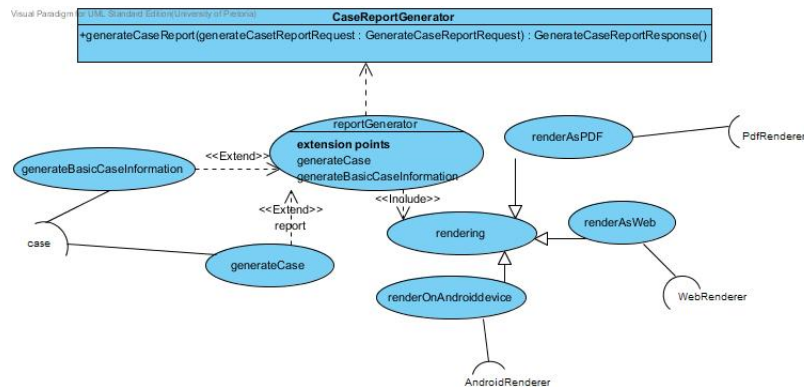 Visual Paradigm for UML Standard Edition(University of Pretoria)
CaseReportGenerator
+generateCaseReport(generateCasetReportRequest : GenerateCaseReportRequest) : GenerateCaseReportResponse()
reportGenerator
extension points
generateCase
generateBasicCaseInformation
renderAsPDF
PdfRenderer
<<Extend>>
generateBasicCaseInformation
<<Extend>>
report
<<Include>>
case
generateCase
rendering
renderAsWeb
renderOnAndroiddevice
WebRenderer
AndroidRenderer